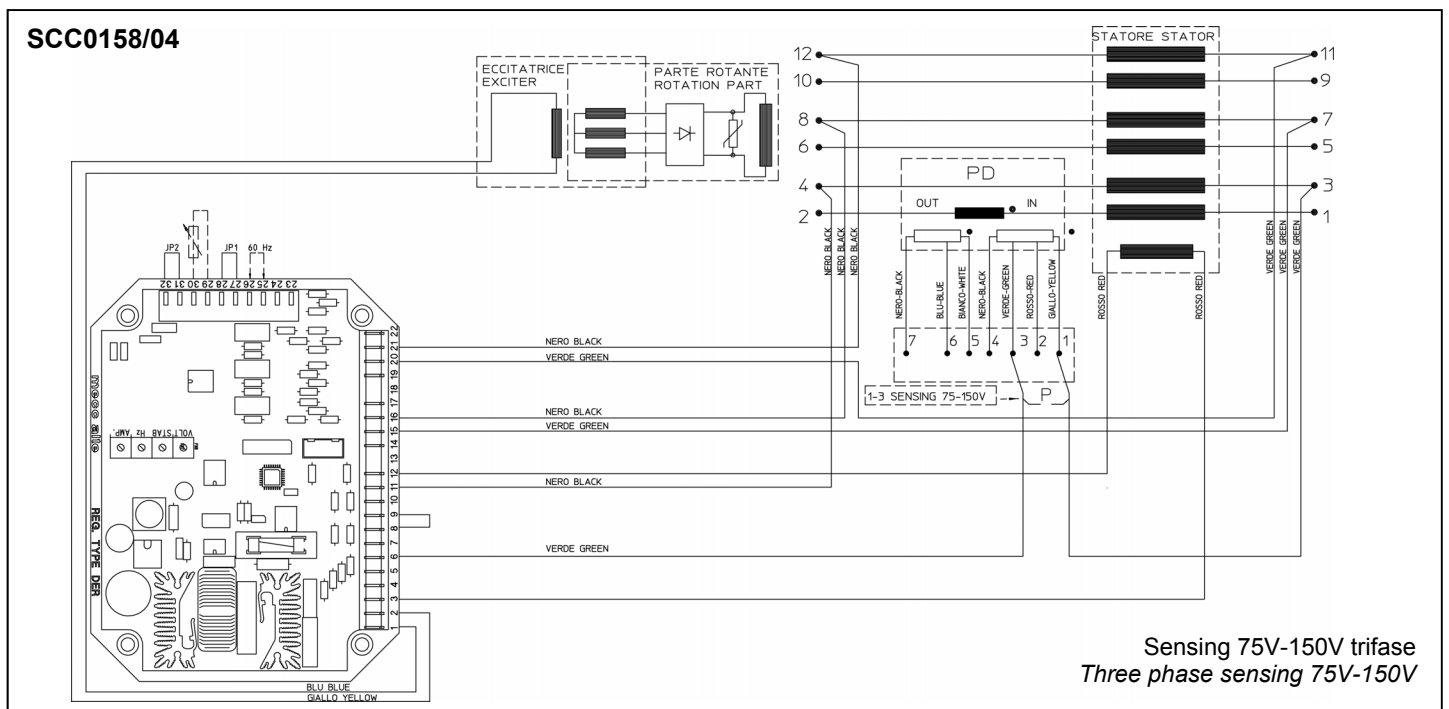 SCC0158/04
STATORE STATOR
ECCITATRICE
EXCITER
PARTE ROTANTE
ROTATION PART
12
11
10
9
8
7
6
5
4
3
2
1
PD
OUT
IN
NERO BLACK
NERO BLACK
NERO BLACK
VERDE GREEN
VERDE GREEN
VERDE GREEN
ROSSO RED
ROSSO RED
NERO-BLACK
BLU-BLUE
BIANCO-WHITE
NERO-BLACK
VERDE-GREEN
ROSSO-RED
GIALLO-YELLOW
7 6 5 4 3 2 1
1-3 SENSING 75-150V
P
JP2
JP1
60 Hz
32 31 30 29 28 27 26 25 24 23
22
21
20
19
18
17
16
15
14
13
12
11
10
9
8
7
6
5
4
3
2
1
NERO BLACK
VERDE GREEN
NERO BLACK
VERDE GREEN
NERO BLACK
VERDE GREEN
mecc alte
VOLT STAB Hz AMP.
REG. TYPE DER
BLU BLUE
GIALLO YELLOW
Sensing 75V-150V trifase
Three phase sensing 75V-150V